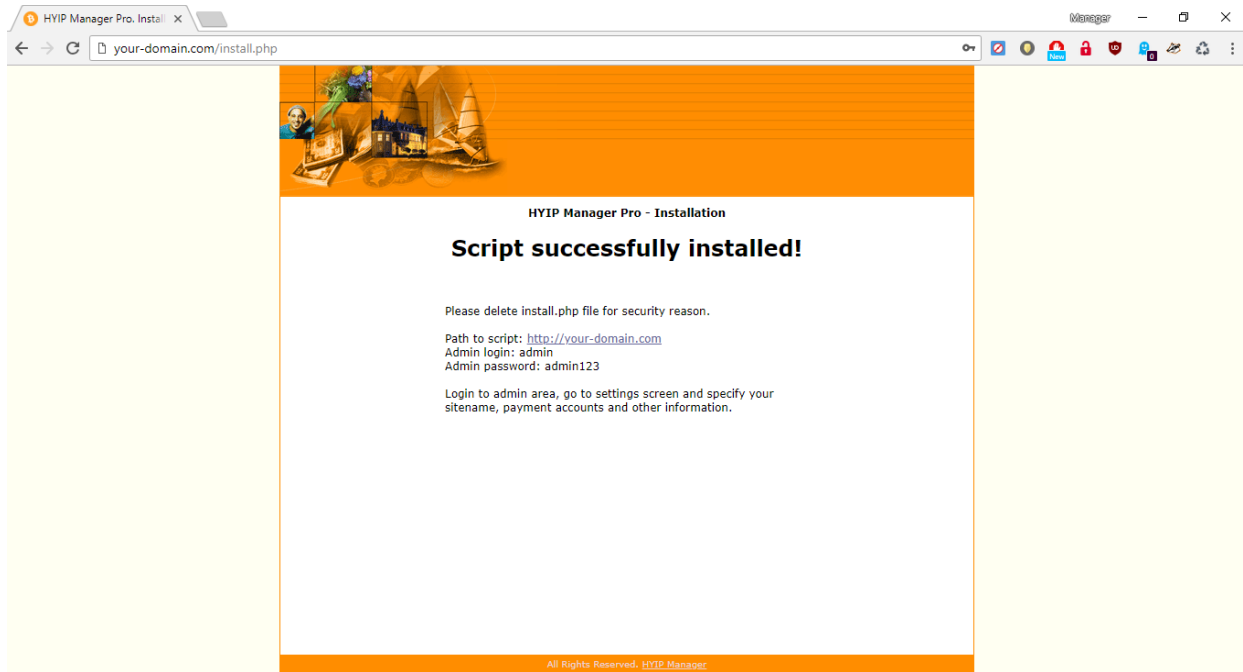 HYIP Manager Pro. Instal
Manager
your-domain.com/install.php
New
0
HYIP Manager Pro - Installation
Script successfully installed!
Please delete install.php file for security reason.
Path to script: http://your-domain.com
Admin login: admin
Admin password: admin123
Login to admin area, go to settings screen and specify your
sitename, payment accounts and other information.
All Rights Reserved. HYIP Manager